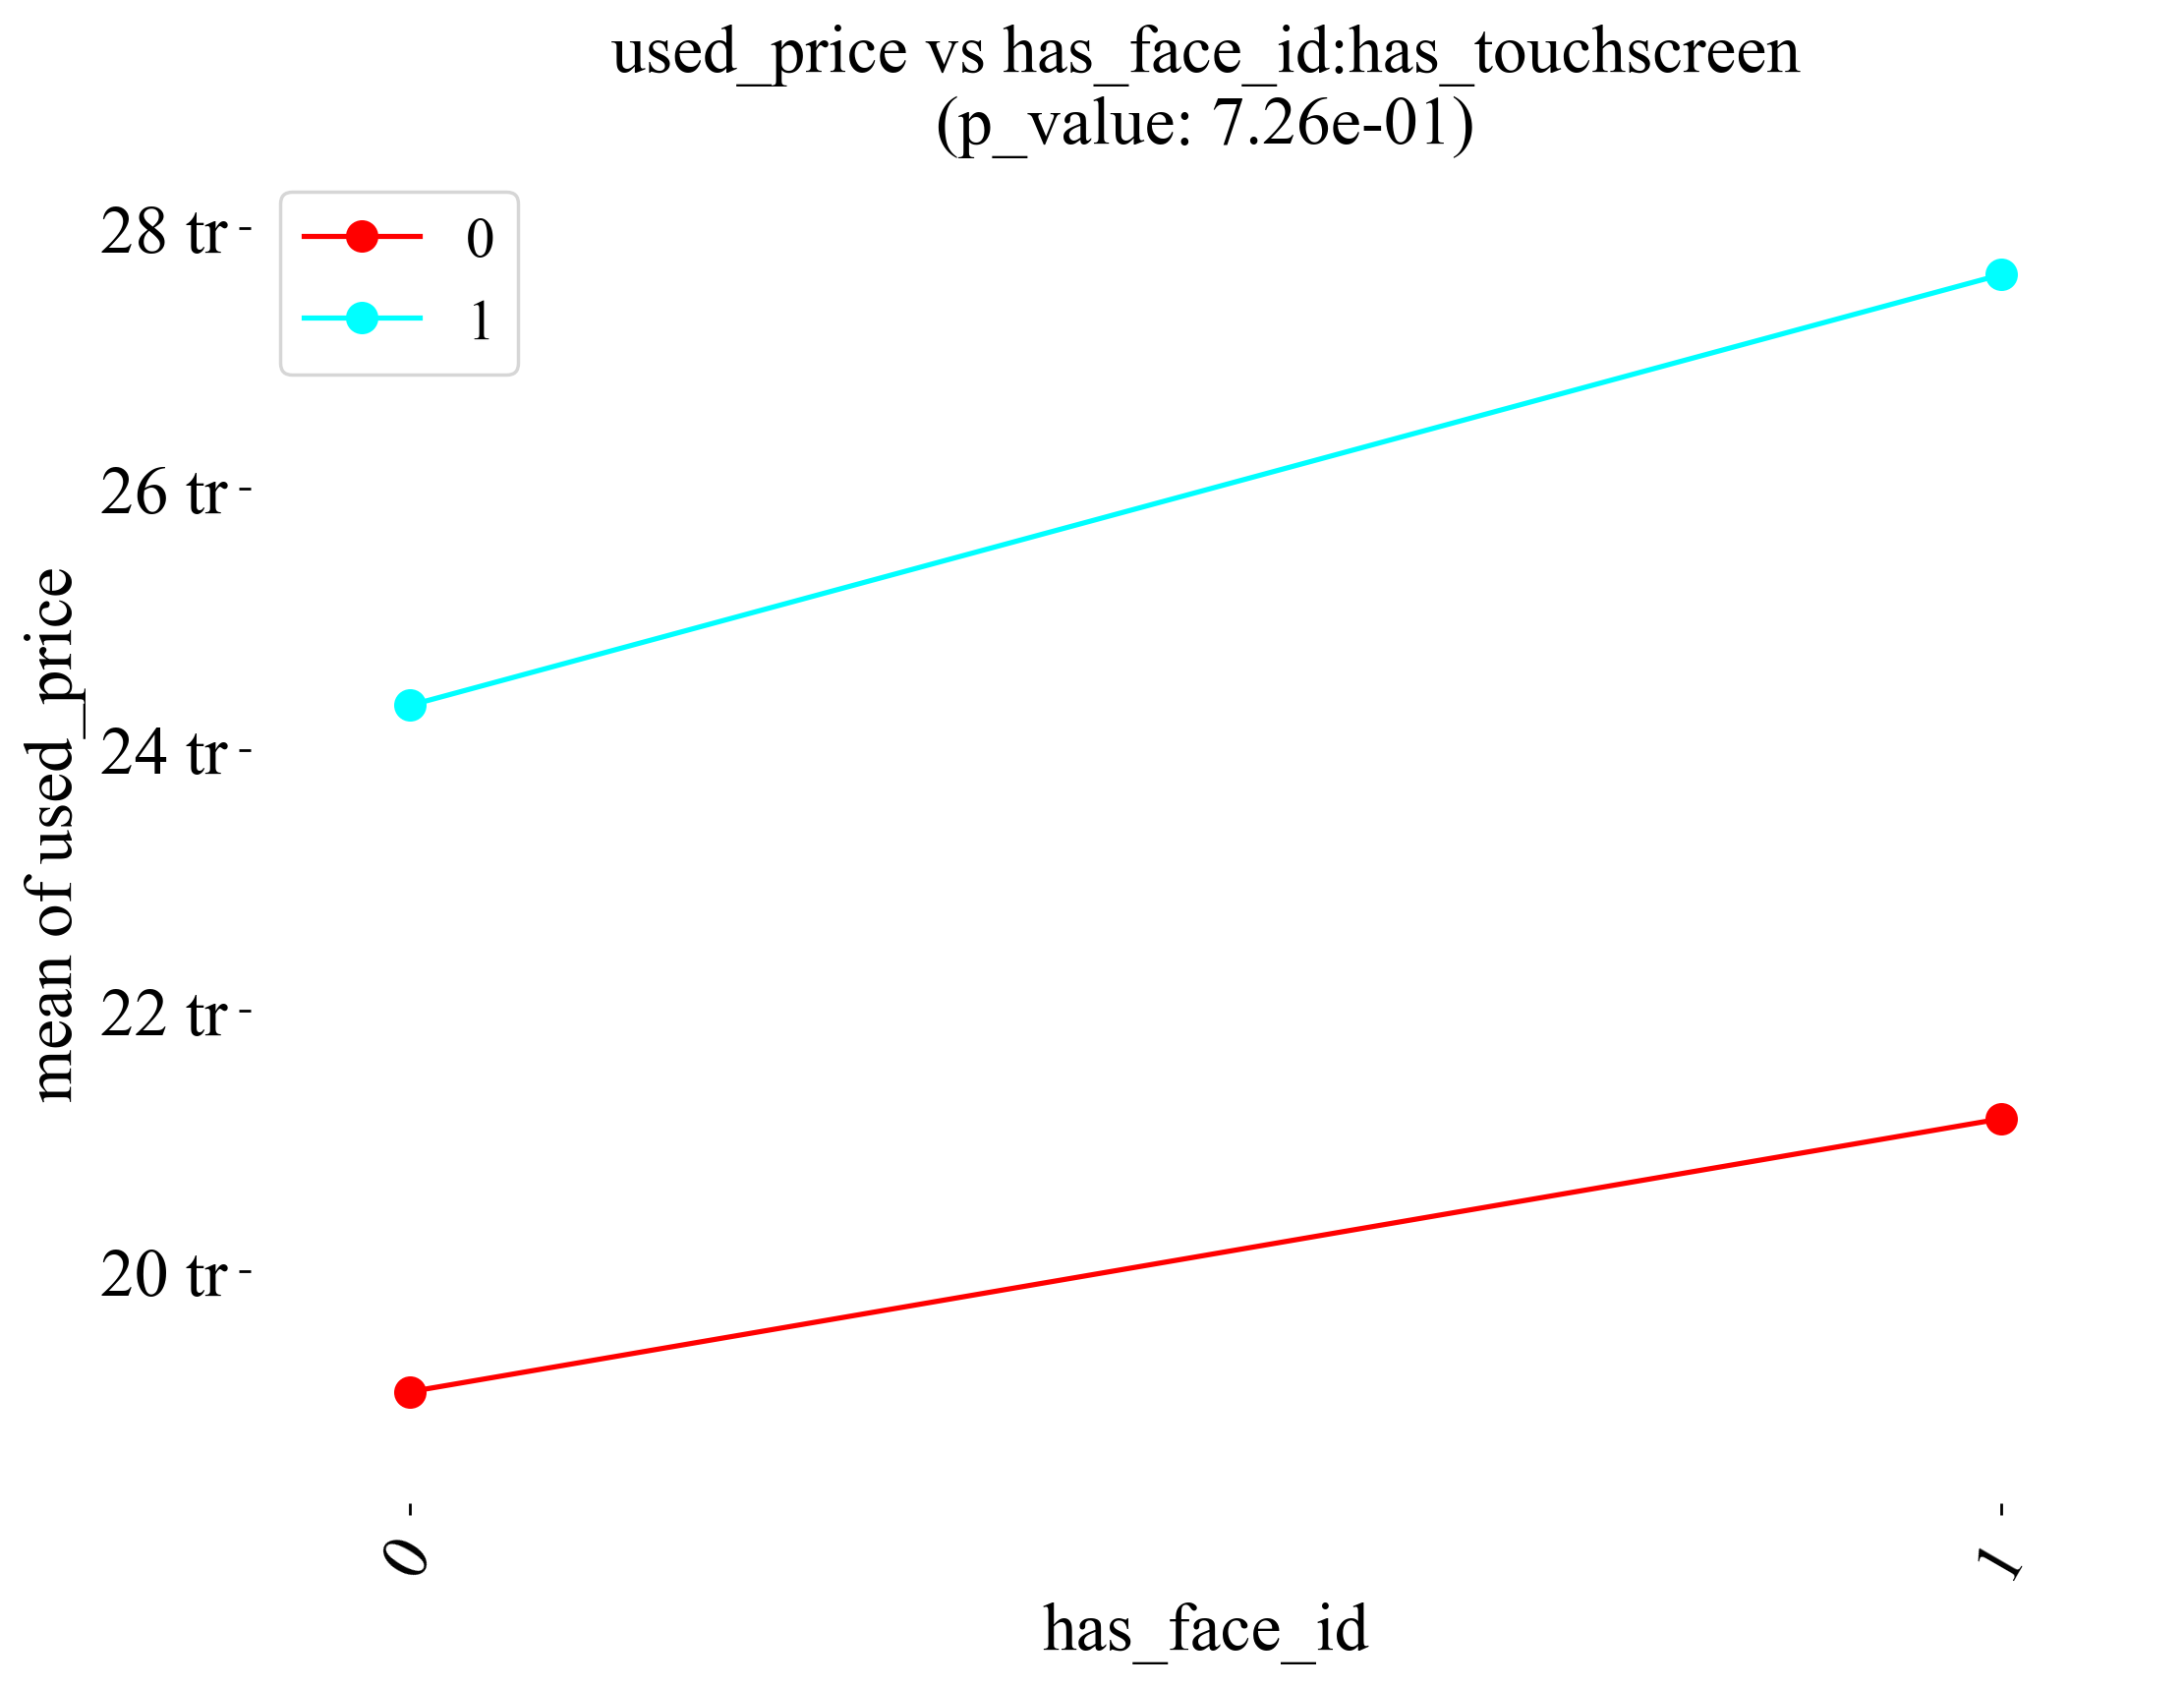 used_price vs has_face_id:has_touchscreen
(p_value: 7.26e-01)
0
1
28 tr
26 tr
24 tr
22 tr
20 tr
mean of used_price
0
1
has_face_id